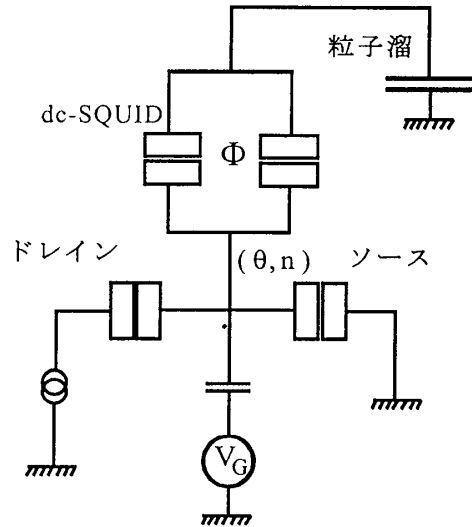 粒子溜
dc-SQUID
Φ
ドレイン
(θ,n)
ソース
V_G